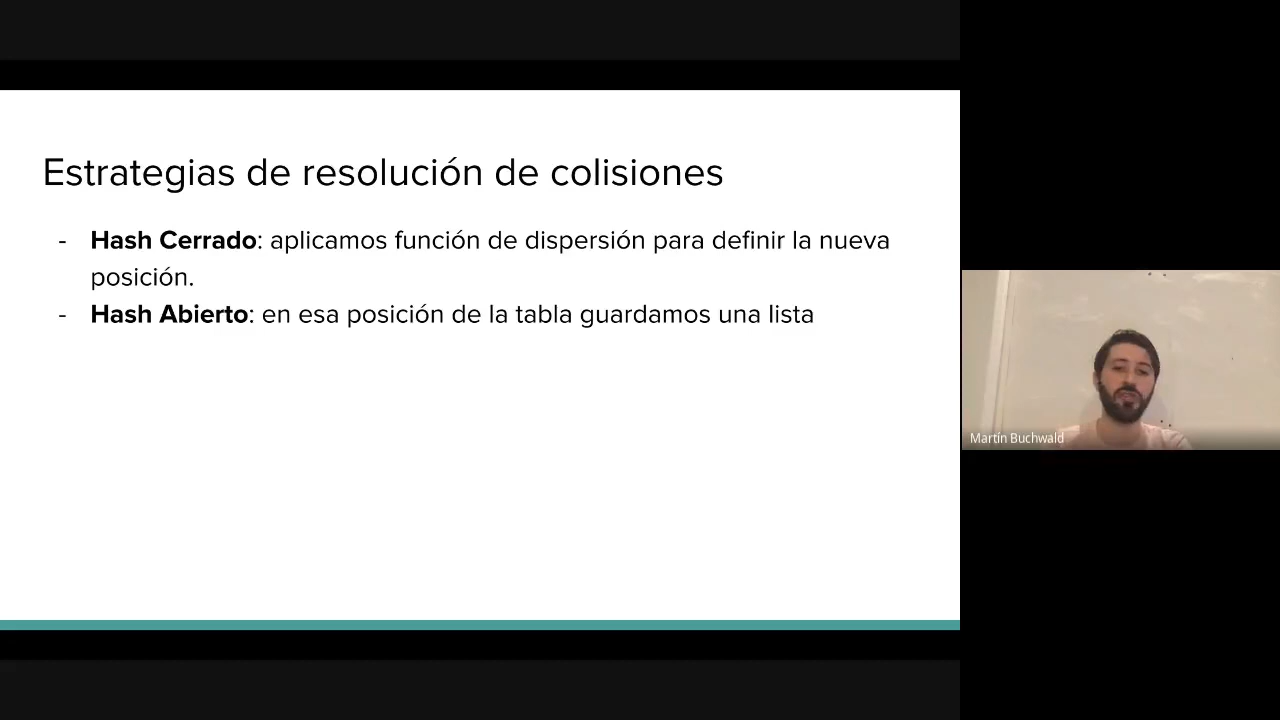 Estrategias de resolución de colisiones
- Hash Cerrado: aplicamos función de dispersión para definir la nueva
posición.
- Hash Abierto: en esa posición de la tabla guardamos una lista
Martín Buchwald